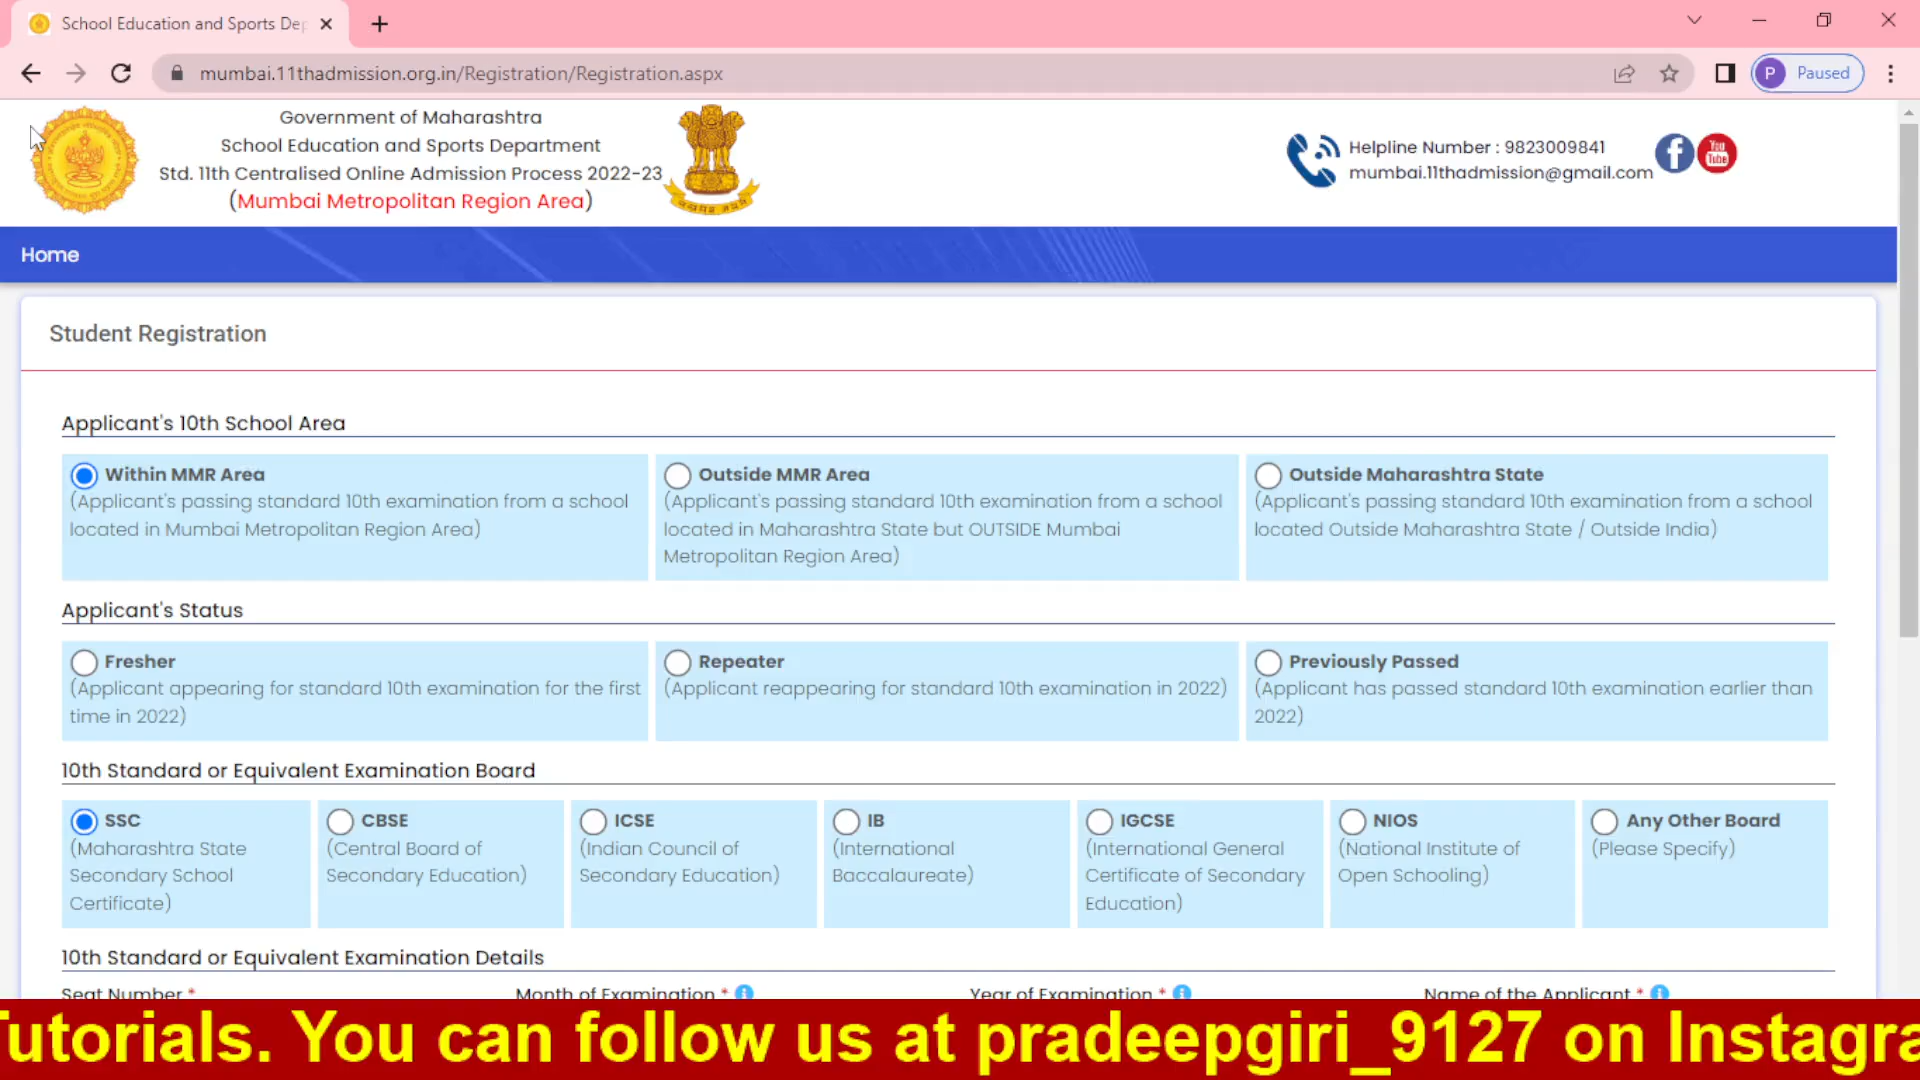 School Education and Sports Dep
mumbai.11thadmission.org.in/Registration/Registration.aspx
P Paused
Government of Maharashtra
School Education and Sports Department
Std. 11th Centralised Online Admission Process 2022-23
(Mumbai Metropolitan Region Area)
Helpline Number : 9823009841
mumbai.11thadmission@gmail.com
You
Tube
Home
Student Registration
Applicant's 10th School Area
Within MMR Area
(Applicant's passing standard 10th examination from a school
located in Mumbai Metropolitan Region Area)
Outside MMR Area
(Applicant's passing standard 10th examination from a school
located in Maharashtra State but OUTSIDE Mumbai
Metropolitan Region Area)
Outside Maharashtra State
(Applicant's passing standard 10th examination from a school
located Outside Maharashtra State / Outside India)
Applicant's Status
Fresher
(Applicant appearing for standard 10th examination for the first
time in 2022)
Repeater
(Applicant reappearing for standard 10th examination in 2022)
Previously Passed
(Applicant has passed standard 10th examination earlier than
2022)
10th Standard or Equivalent Examination Board
SSC
(Maharashtra State
Secondary School
Certificate)
CBSE
(Central Board of
Secondary Education)
ICSE
(Indian Council of
Secondary Education)
IB
(International
Baccalaureate)
IGCSE
(International General
Certificate of Secondary
Education)
NIOS
(National Institute of
Open Schooling)
Any Other Board
(Please Specify)
10th Standard or Equivalent Examination Details
Seat Number *
Month of Examination *
Year of Examination *
Name of the Applicant *
Tutorials. You can follow us at pradeepgiri_9127 on Instagra